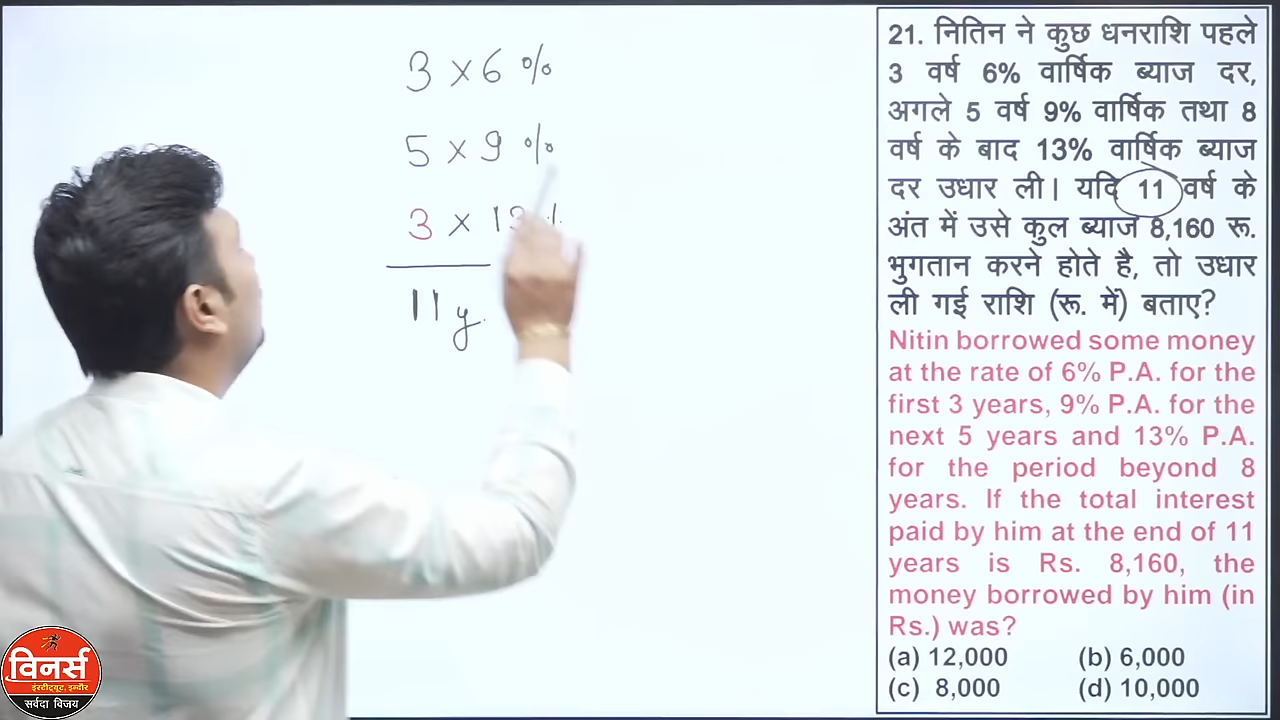 3 × 6 %
5 × 9 %
3 × 13 %
11 y.
21. नितिन ने कुछ धनराशि पहले
3 वर्ष 6% वार्षिक ब्याज दर,
अगले 5 वर्ष 9% वार्षिक तथा 8
वर्ष के बाद 13% वार्षिक ब्याज
दर उधार ली। यदि 11 वर्ष के
अंत में उसे कुल ब्याज 8,160 रू.
भुगतान करने होते है, तो उधार
ली गई राशि (रू. में) बताए?
Nitin borrowed some money
at the rate of 6% P.A. for the
first 3 years, 9% P.A. for the
next 5 years and 13% P.A.
for the period beyond 8
years. If the total interest
paid by him at the end of 11
years is Rs. 8,160, the
money borrowed by him (in
Rs.) was?
(a) 12,000 (b) 6,000
(c) 8,000 (d) 10,000
विनर्स
इंस्टीट्यूट, इन्दौर
सर्वदा विजय